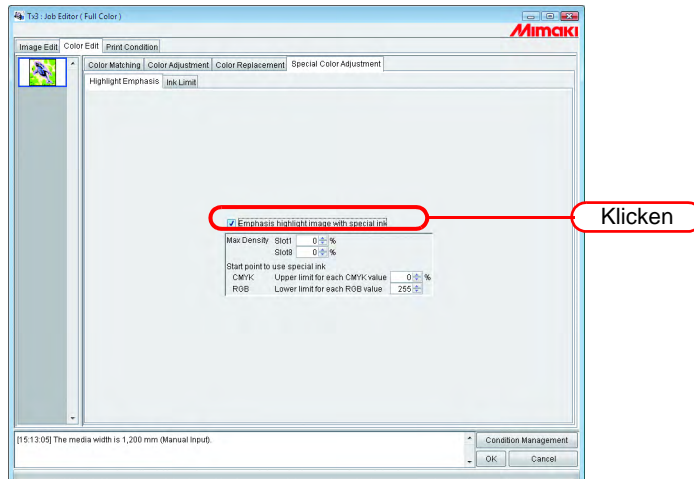 Tx3 : Job Editor ( Full Color )
Mimaki
Image Edit Color Edit Print Condition
Color Matching Color Adjustment Color Replacement Special Color Adjustment
Highlight Emphasis Ink Limit
Emphasis highlight image with special ink
Klicken
Max Density Slot1 0 %
Slot8 0 %
Start point to use special ink
CMYK Upper limit for each CMYK value 0 %
RGB Lower limit for each RGB value 255
[15:13:05] The media width is 1,200 mm (Manual Input).
Condition Management
OK Cancel